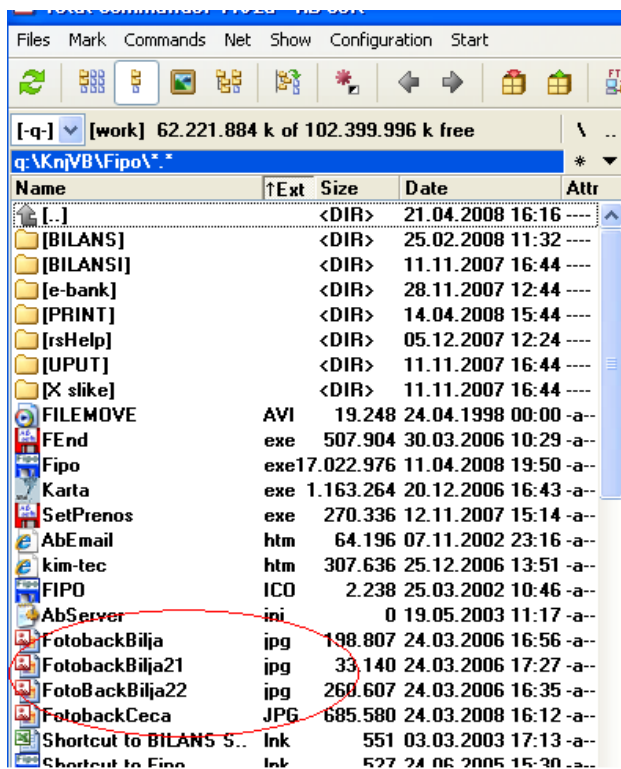 Files Mark Commands Net Show Configuration Start
[-q-] [work] 62.221.884 k of 102.399.996 k free \ ..
q:\KnjVB\Fipo\*.* * ▼
Name ↑Ext Size Date Attr
[..] <DIR> 21.04.2008 16:16 ----
[BILANS] <DIR> 25.02.2008 11:32 ----
[BILANSI] <DIR> 11.11.2007 16:44 ----
[e-bank] <DIR> 28.11.2007 12:44 ----
[PRINT] <DIR> 14.04.2008 15:44 ----
[rsHelp] <DIR> 05.12.2007 12:24 ----
[UPUT] <DIR> 11.11.2007 16:44 ----
[X slike] <DIR> 11.11.2007 16:44 ----
FILEMOVE AVI 19.248 24.04.1998 00:00 -a--
FEnd exe 507.904 30.03.2006 10:29 -a--
Fipo exe 17.022.976 11.04.2008 19:50 -a--
Karta exe 1.163.264 20.12.2006 16:43 -a--
SetPrenos exe 270.336 12.11.2007 15:14 -a--
AbEmail htm 64.196 07.11.2002 23:16 -a--
kim-tec htm 307.636 25.12.2006 13:51 -a--
FIPO ICO 2.238 25.03.2002 10:46 -a--
AbServer ini 0 19.05.2003 11:17 -a--
FotobackBilja jpg 198.807 24.03.2006 16:56 -a--
FotobackBilja21 jpg 33.140 24.03.2006 17:27 -a--
FotoBackBilja22 jpg 260.607 24.03.2006 16:35 -a--
FotobackCeca JPG 685.580 24.03.2008 16:12 -a--
Shortcut to BILANS S.. lnk 551 03.03.2003 17:13 -a--
Shortcut to Fipo lnk 527 24.06.2005 15:30 -a--